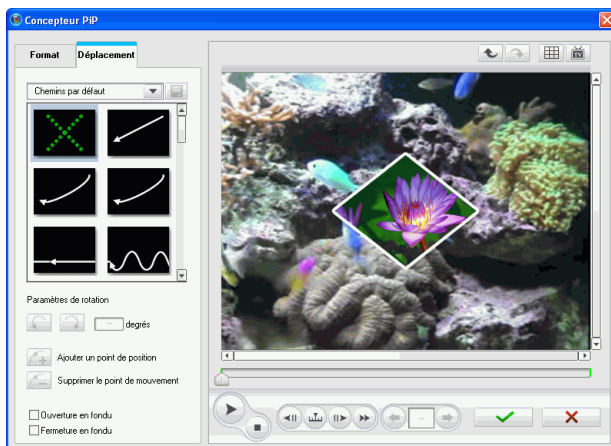 Concepteur PiP
Format
Déplacement
TV
Chemins par défaut
Paramètres de rotation
degrés
Ajouter un point de position
Supprimer le point de mouvement
Ouverture en fondu
Fermeture en fondu